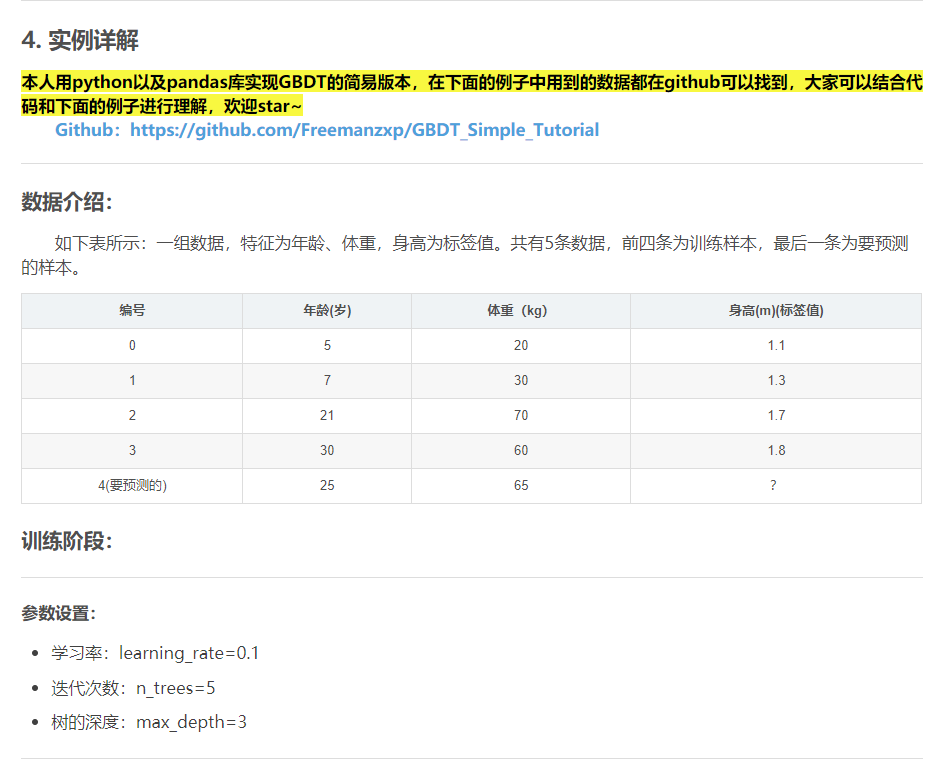 4. 实例详解
本人用python以及pandas库实现GBDT的简易版本，在下面的例子中用到的数据都在github可以找到，大家可以结合代
码和下面的例子进行理解，欢迎star~
Github：https://github.com/Freemanzxp/GBDT_Simple_Tutorial
数据介绍：
如下表所示：一组数据，特征为年龄、体重，身高为标签值。共有5条数据，前四条为训练样本，最后一条为要预测
的样本。
编号 年龄(岁) 体重（kg） 身高(m)(标签值)
0 5 20 1.1
1 7 30 1.3
2 21 70 1.7
3 30 60 1.8
4(要预测的) 25 65 ？
训练阶段：
参数设置：
• 学习率：learning_rate=0.1
• 迭代次数：n_trees=5
• 树的深度：max_depth=3